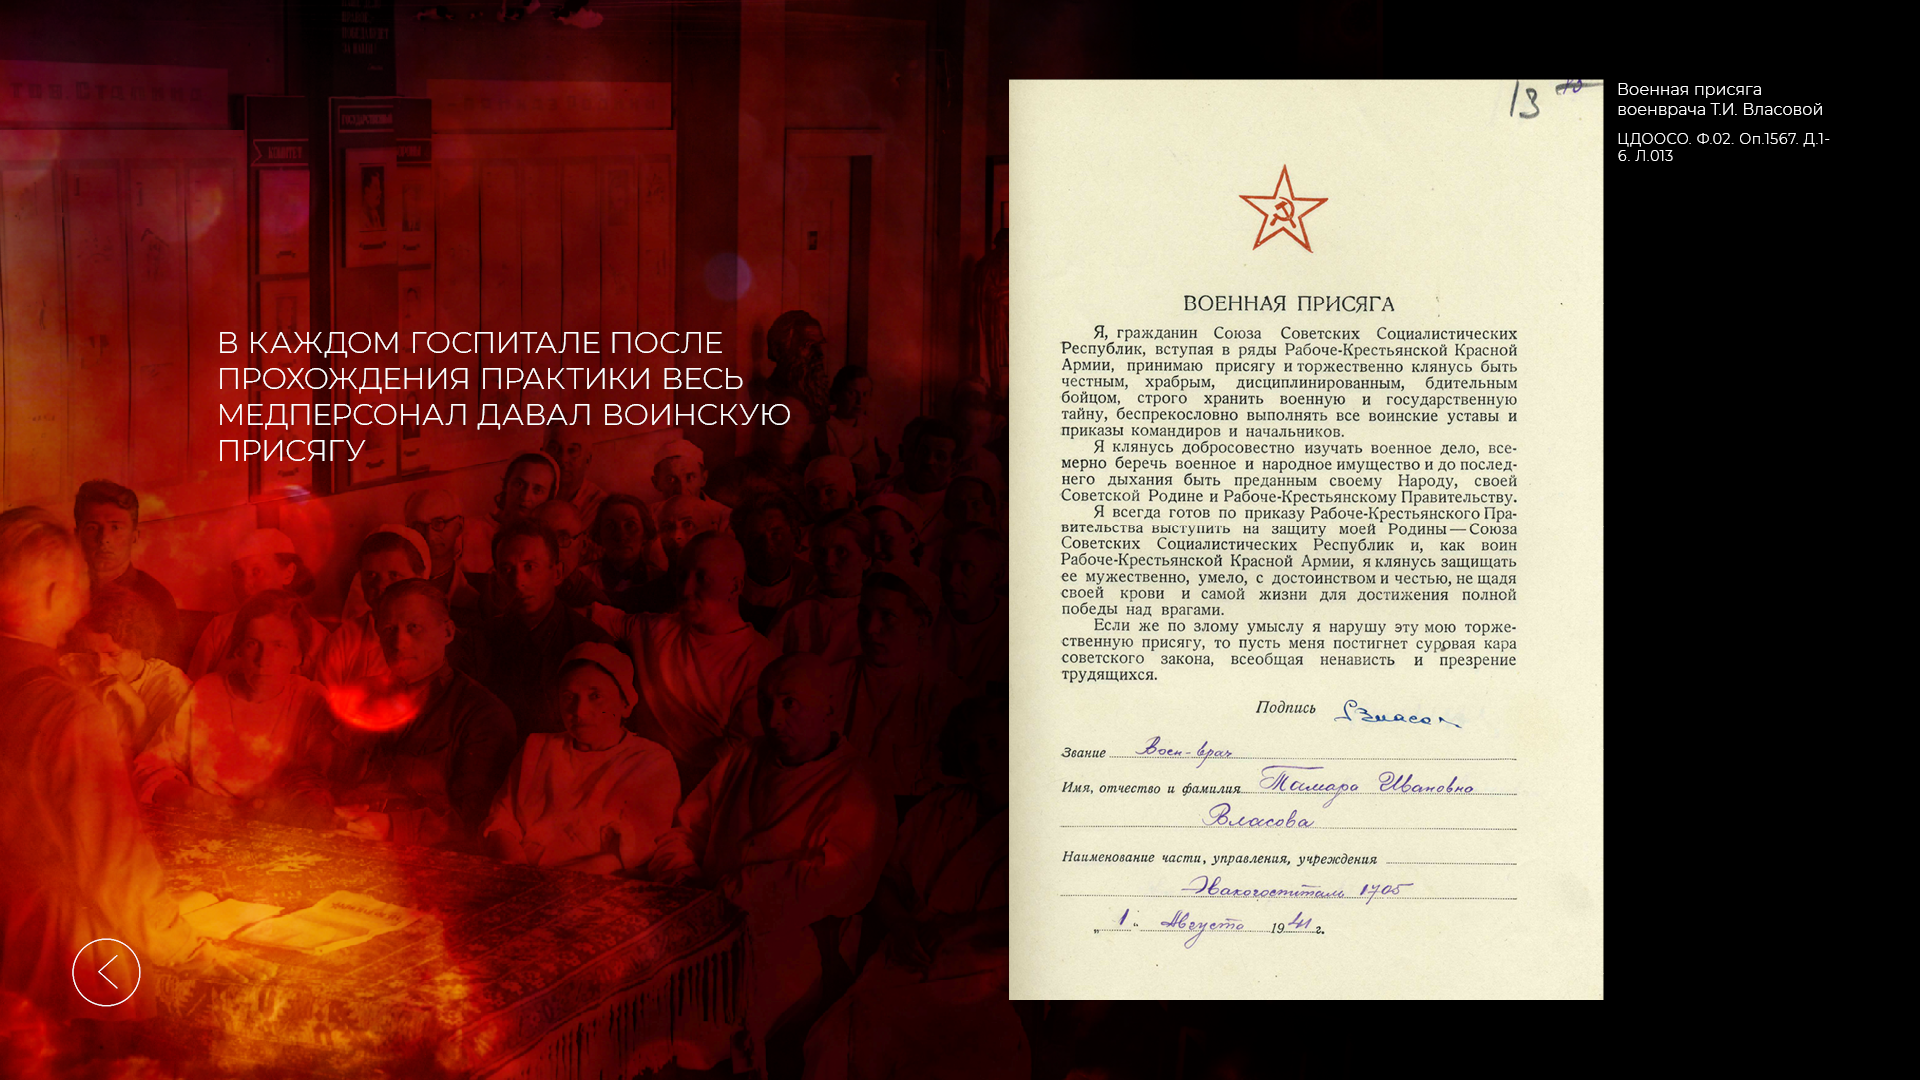 В КАЖДОМ ГОСПИТАЛЕ ПОСЛЕ
ПРОХОЖДЕНИЯ ПРАКТИКИ ВЕСЬ
МЕДПЕРСОНАЛ ДАВАЛ ВОИНСКУЮ
ПРИСЯГУ
13
ВОЕННАЯ ПРИСЯГА
Я, гражданин Союза Советских Социалистических
Республик, вступая в ряды Рабоче-Крестьянской Красной
Армии, принимаю присягу и торжественно клянусь быть
честным, храбрым, дисциплинированным, бдительным
бойцом, строго хранить военную и государственную
тайну, беспрекословно выполнять все воинские уставы и
приказы командиров и начальников.
Я клянусь добросовестно изучать военное дело, все-
мерно беречь военное и народное имущество и до послед-
него дыхания быть преданным своему Народу, своей
Советской Родине и Рабоче-Крестьянскому Правительству.
Я всегда готов по приказу Рабоче-Крестьянского Пра-
вительства выступить на защиту моей Родины — Союза
Советских Социалистических Республик и, как воин
Рабоче-Крестьянской Красной Армии, я клянусь защищать
ее мужественно, умело, с достоинством и честью, не щадя
своей крови и самой жизни для достижения полной
победы над врагами.
Если же по злому умыслу я нарушу эту мою торже-
ственную присягу, то пусть меня постигнет суровая кара
советского закона, всеобщая ненависть и презрение
трудящихся.
Подпись
Звание Воен-врач
Имя, отчество и фамилия Тамара Ивановна
Власова
Наименование части, управления, учреждения
Эвакогоспиталь 1705
„1“ Августа 1941 г.
Военная присяга
военврача Т.И. Власовой
ЦДООСО. Ф.02. Оп.1567. Д.1-
6. Л.013